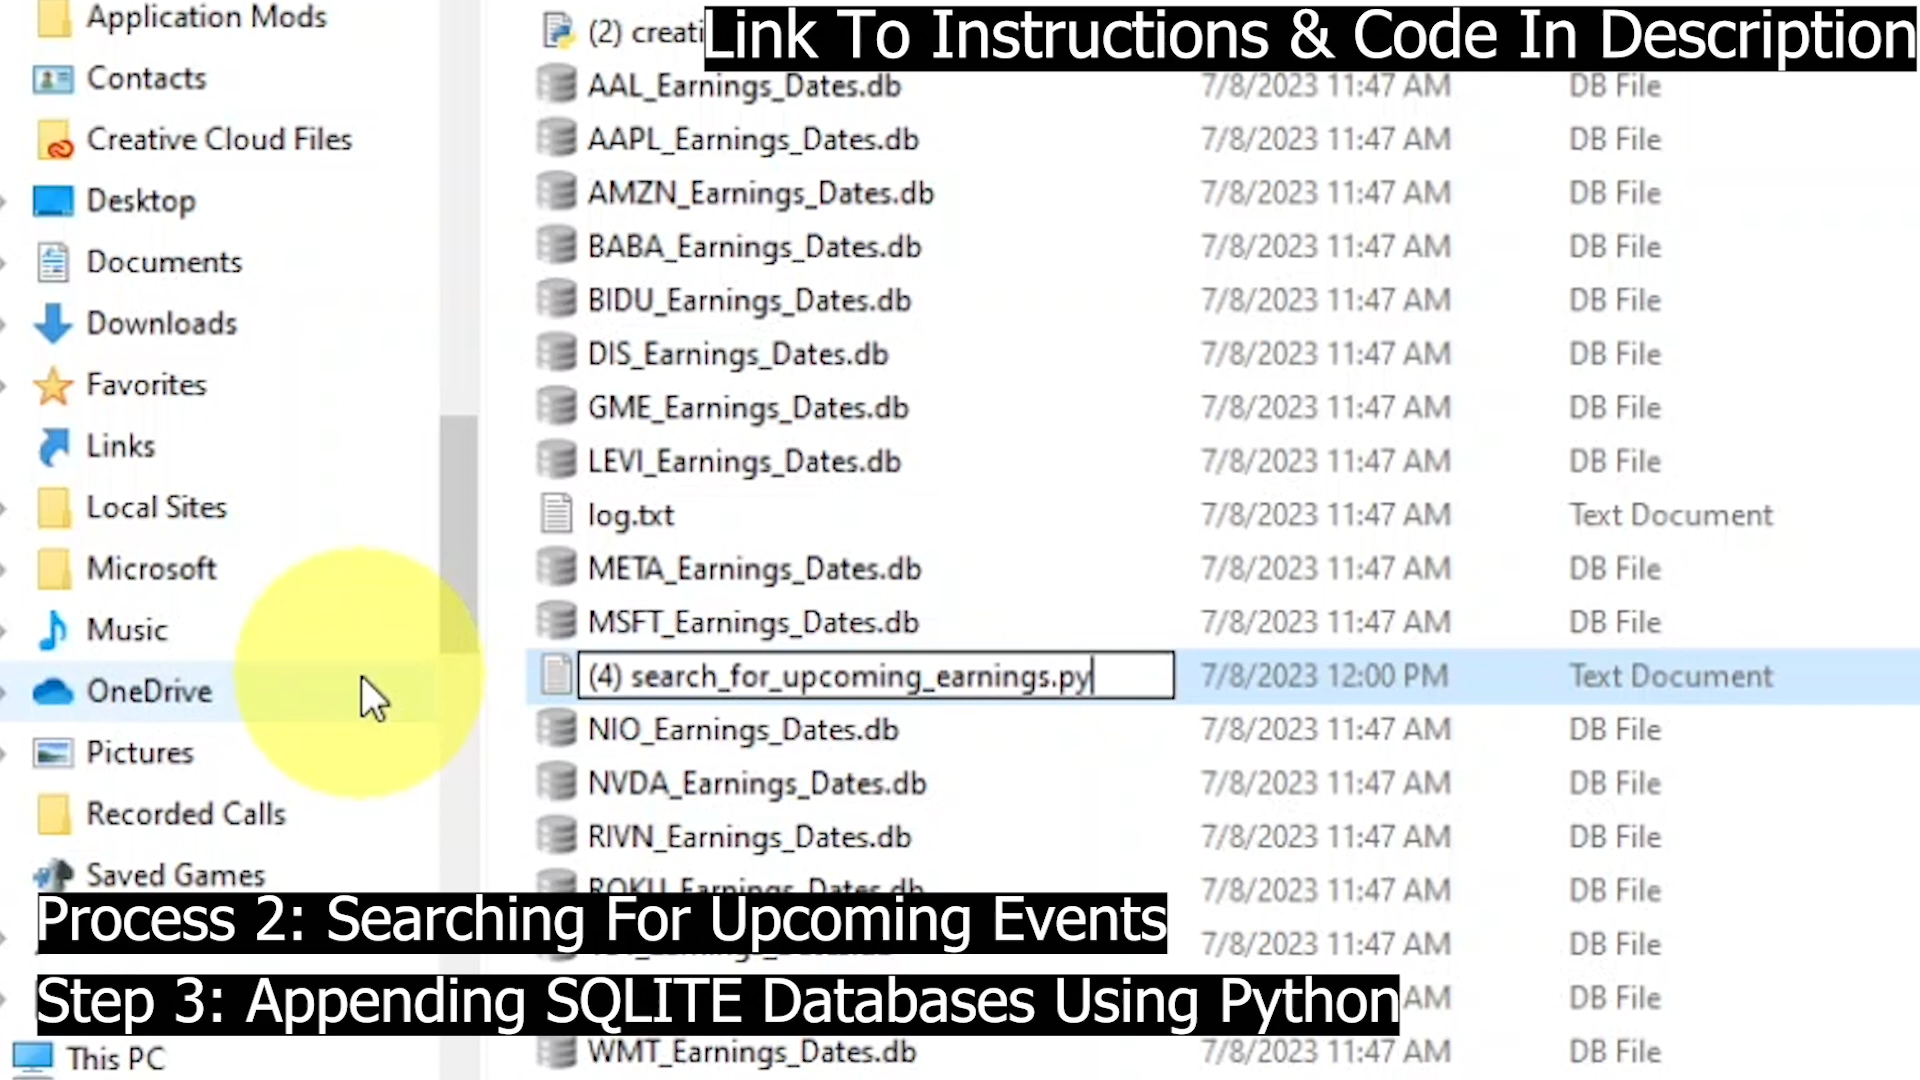 Link To Instructions & Code In Description
Application Mods
Contacts
Creative Cloud Files
Desktop
Documents
Downloads
Favorites
Links
Local Sites
Microsoft
Music
OneDrive
Pictures
Recorded Calls
Saved Games
This PC
(2) creati
AAL_Earnings_Dates.db 7/8/2023 11:47 AM DB File
AAPL_Earnings_Dates.db 7/8/2023 11:47 AM DB File
AMZN_Earnings_Dates.db 7/8/2023 11:47 AM DB File
BABA_Earnings_Dates.db 7/8/2023 11:47 AM DB File
BIDU_Earnings_Dates.db 7/8/2023 11:47 AM DB File
DIS_Earnings_Dates.db 7/8/2023 11:47 AM DB File
GME_Earnings_Dates.db 7/8/2023 11:47 AM DB File
LEVI_Earnings_Dates.db 7/8/2023 11:47 AM DB File
log.txt 7/8/2023 11:47 AM Text Document
META_Earnings_Dates.db 7/8/2023 11:47 AM DB File
MSFT_Earnings_Dates.db 7/8/2023 11:47 AM DB File
(4) search_for_upcoming_earnings.py 7/8/2023 12:00 PM Text Document
NIO_Earnings_Dates.db 7/8/2023 11:47 AM DB File
NVDA_Earnings_Dates.db 7/8/2023 11:47 AM DB File
RIVN_Earnings_Dates.db 7/8/2023 11:47 AM DB File
ROKU_Earnings_Dates.db 7/8/2023 11:47 AM DB File
7/8/2023 11:47 AM DB File
AM DB File
WMT_Earnings_Dates.db 7/8/2023 11:47 AM DB File
Process 2: Searching For Upcoming Events
Step 3: Appending SQLITE Databases Using Python